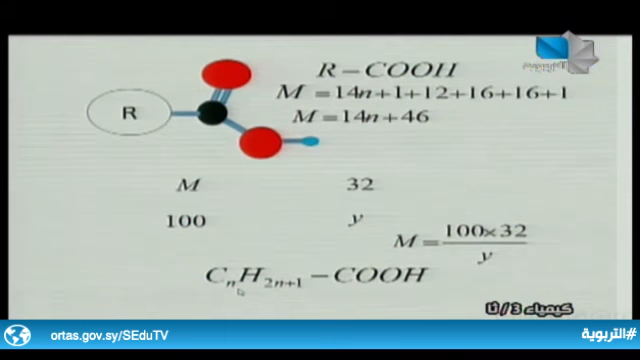 R – COOH
M = 14n+1+12+16+16+1
R
M = 14n+46
M 32
100 y
M = 100×32 / y
CnH2n+1 – COOH
كيمياء / 3 ثا
ortas.gov.sy/SEduTV
#التربوية